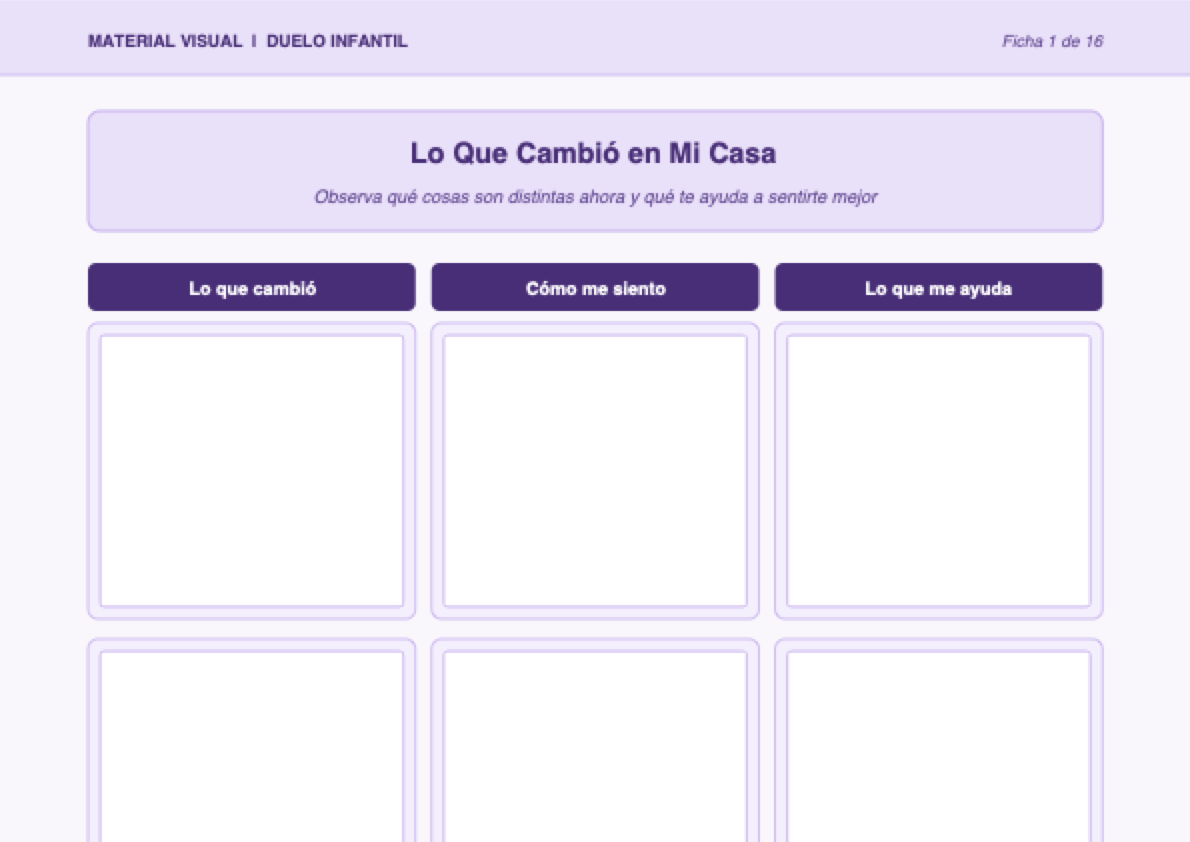 MATERIAL VISUAL | DUELO INFANTIL
Ficha 1 de 16
Lo Que Cambió en Mi Casa
Observa qué cosas son distintas ahora y qué te ayuda a sentirte mejor
Lo que cambió
Cómo me siento
Lo que me ayuda